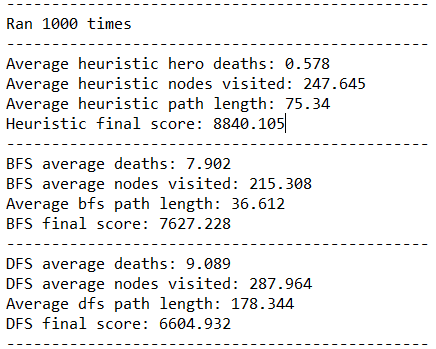 -----------------------------------------------
Ran 1000 times
-----------------------------------------------
Average heuristic hero deaths: 0.578
Average heuristic nodes visited: 247.645
Average heuristic path length: 75.34
Heuristic final score: 8840.105
-----------------------------------------------
BFS average deaths: 7.902
BFS average nodes visited: 215.308
Average bfs path length: 36.612
BFS final score: 7627.228
-----------------------------------------------
DFS average deaths: 9.089
DFS average nodes visited: 287.964
Average dfs path length: 178.344
DFS final score: 6604.932
-----------------------------------------------